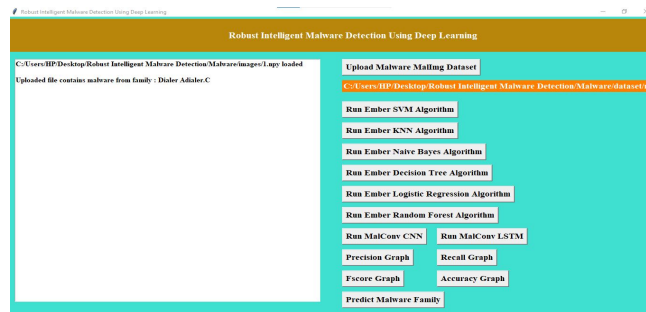 Robust Intelligent Malware Detection Using Deep Learning
Robust Intelligent Malware Detection Using Deep Learning
C:/Users/HP/Desktop/Robust Intelligent Malware Detection/Malware/images/1.npy loaded
Uploaded file contains malware from family : Dialer Adialer.C
Upload Malware MalImg Dataset
C:/Users/HP/Desktop/Robust Intelligent Malware Detection/Malware/dataset/
Run Ember SVM Algorithm
Run Ember KNN Algorithm
Run Ember Naive Bayes Algorithm
Run Ember Decision Tree Algorithm
Run Ember Logistic Regression Algorithm
Run Ember Random Forest Algorithm
Run MalConv CNN Run MalConv LSTM
Precision Graph Recall Graph
Fscore Graph Accuracy Graph
Predict Malware Family